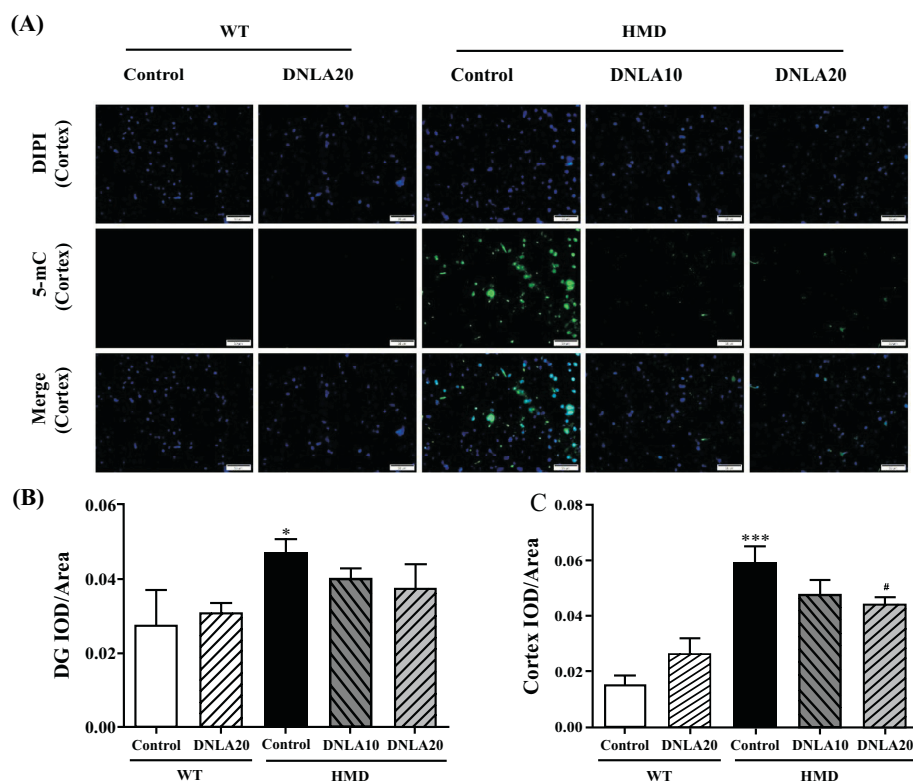 (A)
WT
HMD
Control
DNLA20
Control
DNLA10
DNLA20
DIPI
(Cortex)
5-mC
(Cortex)
Merge
(Cortex)
(B)
DG IOD/Area
0.06
0.04
0.02
0.00
*
Control
DNLA20
Control
DNLA10
DNLA20
WT
HMD
C
Cortex IOD/Area
0.08
0.06
0.04
0.02
0.00
***
#
Control
DNLA20
Control
DNLA10
DNLA20
WT
HMD